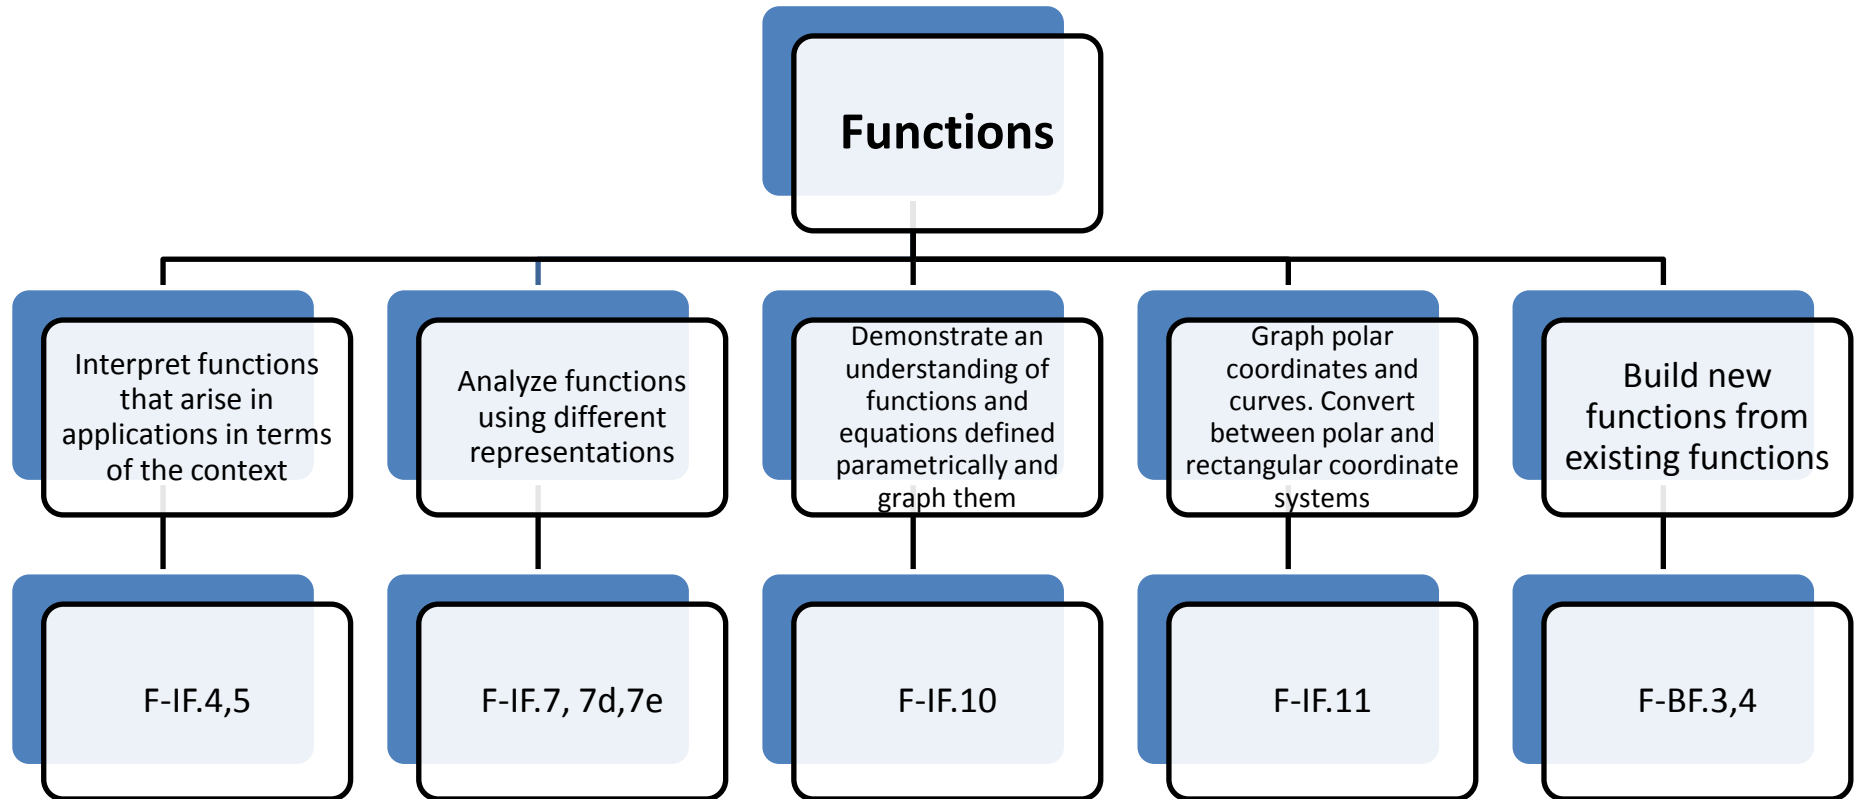 Functions
Interpret functions
that arise in
applications in terms
of the context
Analyze functions
using different
representations
Demonstrate an
understanding of
functions and
equations defined
parametrically and
graph them
Graph polar
coordinates and
curves. Convert
between polar and
rectangular coordinate
systems
Build new
functions from
existing functions
F-IF.4,5
F-IF.7, 7d,7e
F-IF.10
F-IF.11
F-BF.3,4